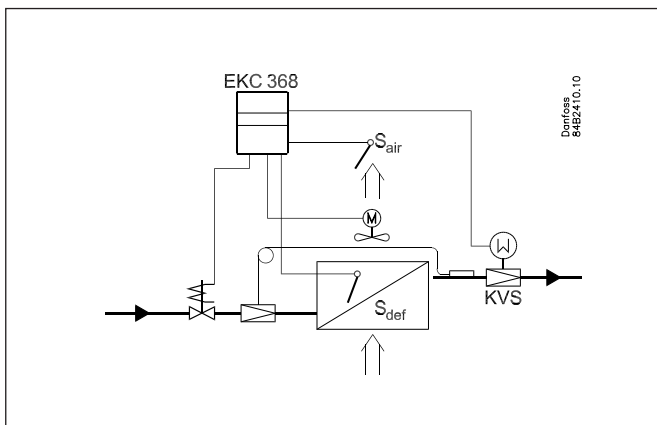 EKC 368
Danfoss
84B2410.10
Sair
M
M
KVS
Sdef